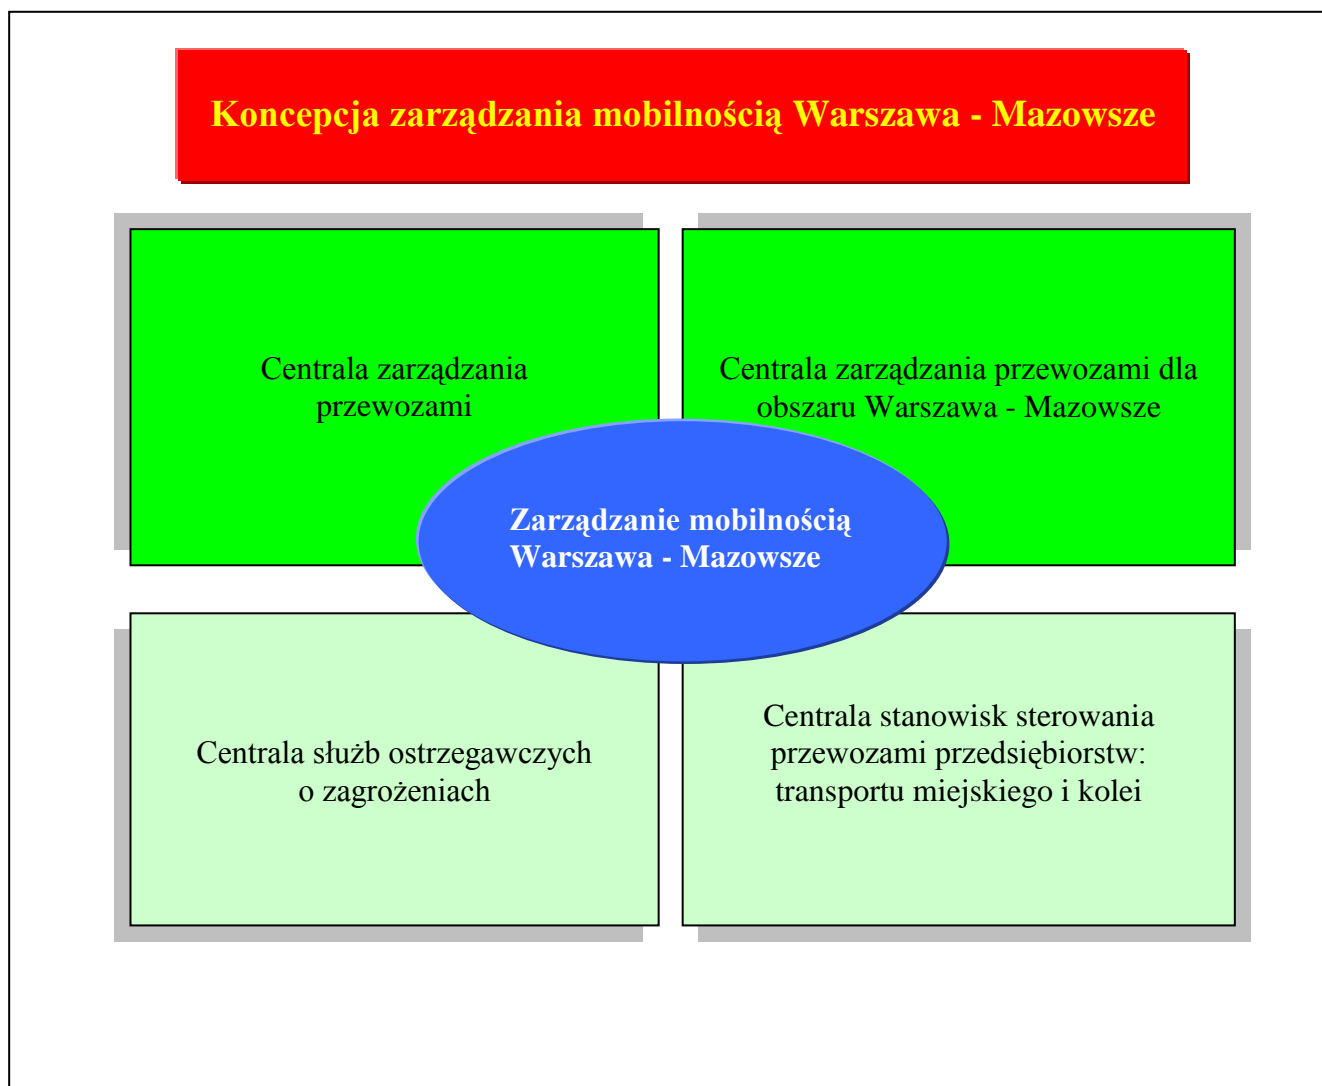 Koncepcja zarządzania mobilnością Warszawa - Mazowsze
Centrala zarządzania
przewozami
Centrala zarządzania przewozami dla
obszaru Warszawa - Mazowsze
Zarządzanie mobilnością
Warszawa - Mazowsze
Centrala służb ostrzegawczych
o zagrożeniach
Centrala stanowisk sterowania
przewozami przedsiębiorstw:
transportu miejskiego i kolei